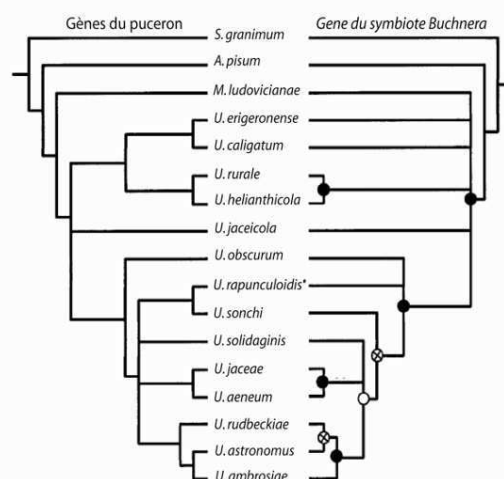 Gènes du puceron
Gene du symbiote Buchnera
S. granimum
A. pisum
M. ludovicianae
U. erigeronense
U. caligatum
U. rurale
U. helianthicola
U. jaceicola
U. obscurum
U. rapunculoidis*
U. sonchi
U. solidaginis
U. jaceae
U. aeneum
U. rudbeckiae
U. astronomus
U. ambrosiae